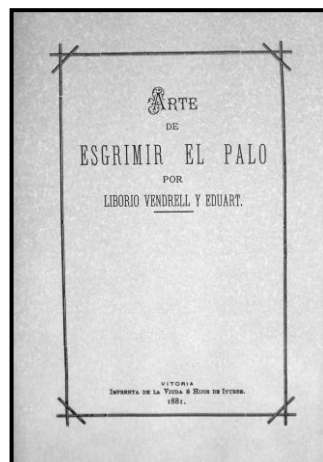 ARTE
DE
ESGRIMIR EL PALO
POR
LIBORIO VENDRELL Y EDUART.
VITORIA
IMPRENTA DE LA VIUDA É HIJOS DE ITURBE.
1881.